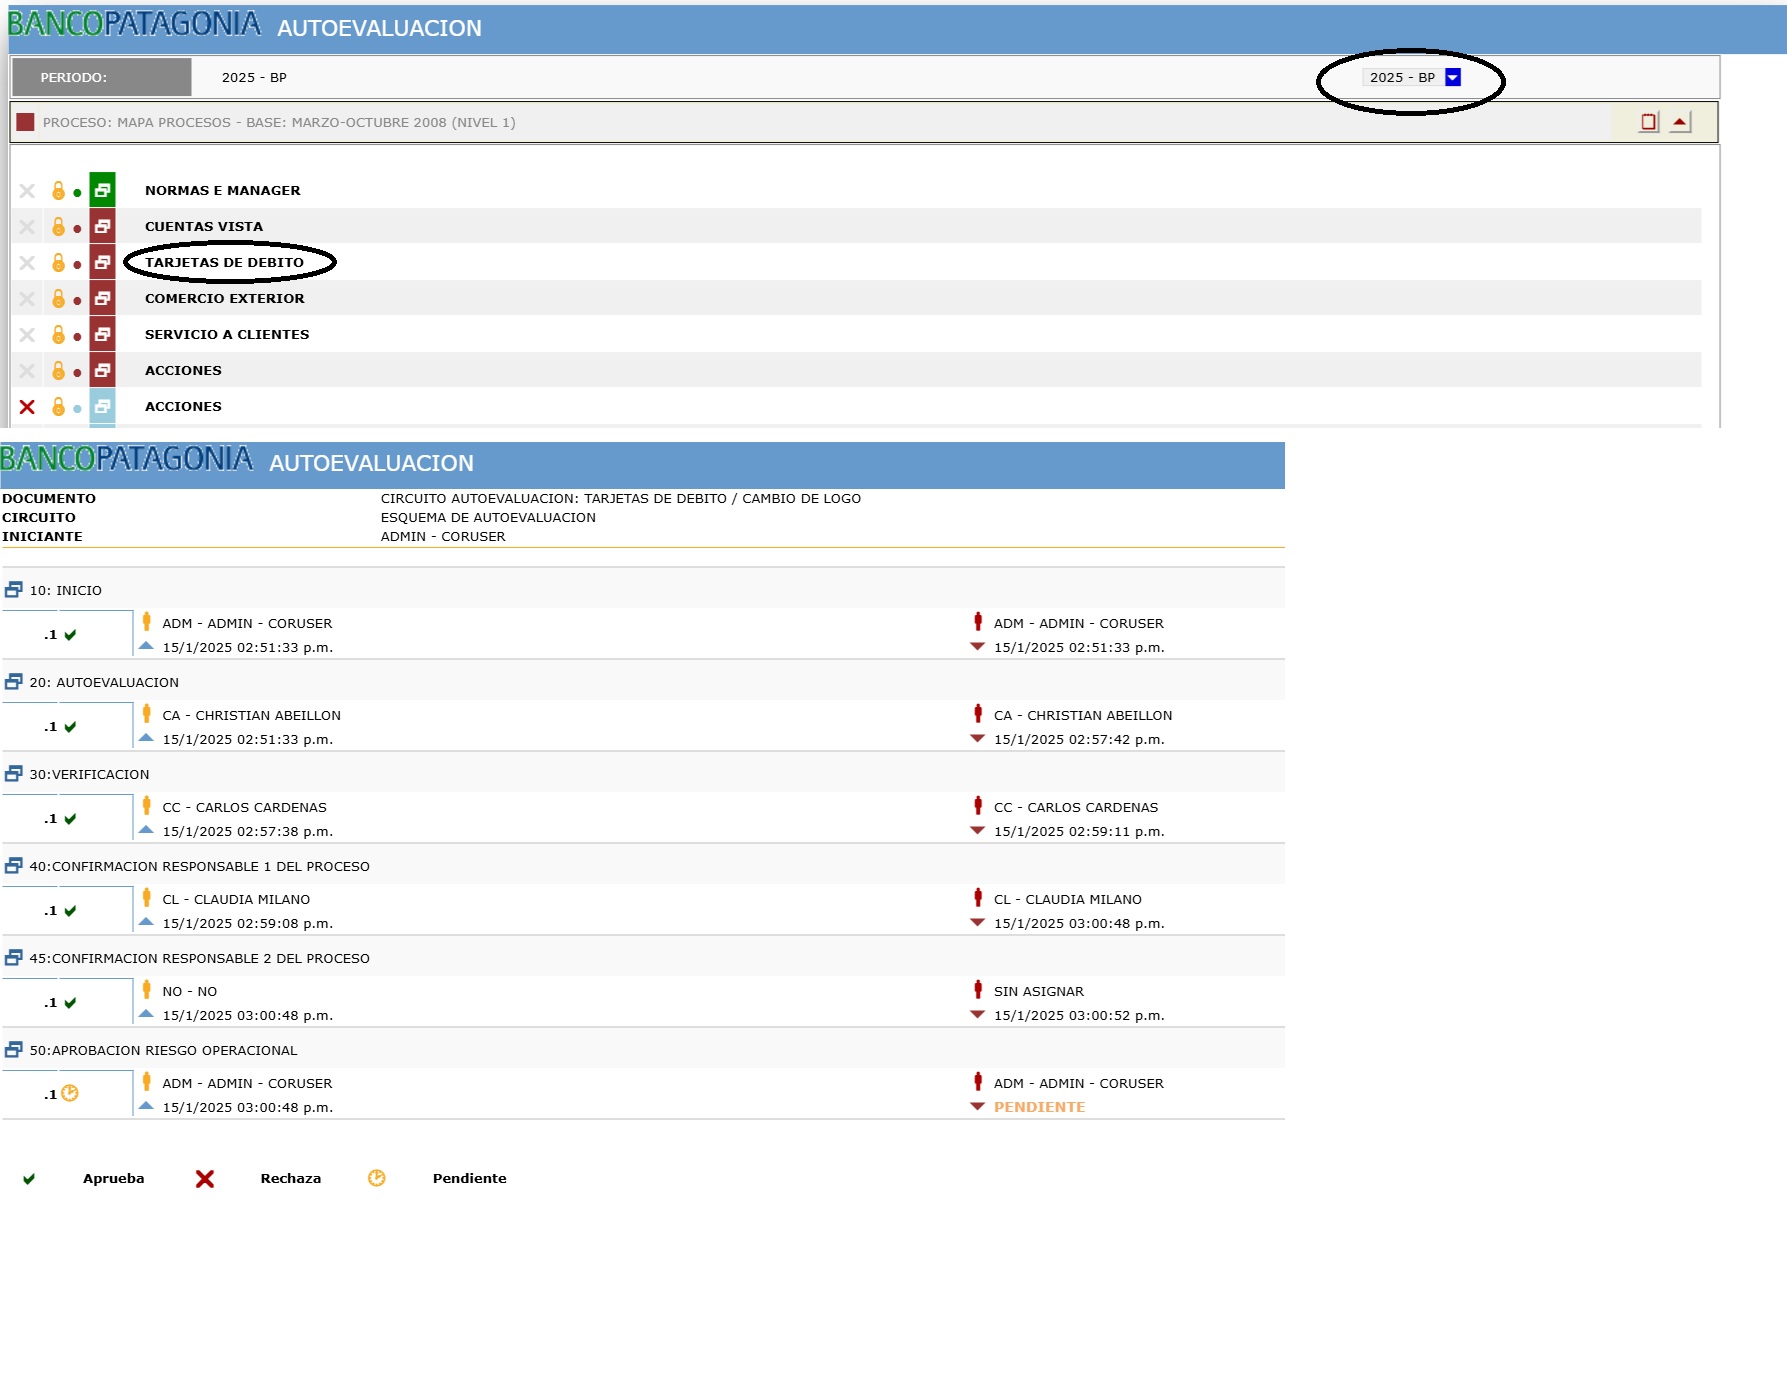 BANCOPATAGONIA AUTOEVALUACION
PERIODO: 2025 - BP 2025 - BP
PROCESO: MAPA PROCESOS - BASE: MARZO-OCTUBRE 2008 (NIVEL 1)
NORMAS E MANAGER
CUENTAS VISTA
TARJETAS DE DEBITO
COMERCIO EXTERIOR
SERVICIO A CLIENTES
ACCIONES
ACCIONES
BANCOPATAGONIA AUTOEVALUACION
DOCUMENTO CIRCUITO AUTOEVALUACION: TARJETAS DE DEBITO / CAMBIO DE LOGO
CIRCUITO ESQUEMA DE AUTOEVALUACION
INICIANTE ADMIN - CORUSER
10: INICIO
.1 ADM - ADMIN - CORUSER ADM - ADMIN - CORUSER
15/1/2025 02:51:33 p.m. 15/1/2025 02:51:33 p.m.
20: AUTOEVALUACION
.1 CA - CHRISTIAN ABEILLON CA - CHRISTIAN ABEILLON
15/1/2025 02:51:33 p.m. 15/1/2025 02:57:42 p.m.
30:VERIFICACION
.1 CC - CARLOS CARDENAS CC - CARLOS CARDENAS
15/1/2025 02:57:38 p.m. 15/1/2025 02:59:11 p.m.
40:CONFIRMACION RESPONSABLE 1 DEL PROCESO
.1 CL - CLAUDIA MILANO CL - CLAUDIA MILANO
15/1/2025 02:59:08 p.m. 15/1/2025 03:00:48 p.m.
45:CONFIRMACION RESPONSABLE 2 DEL PROCESO
.1 NO - NO SIN ASIGNAR
15/1/2025 03:00:48 p.m. 15/1/2025 03:00:52 p.m.
50:APROBACION RIESGO OPERACIONAL
.1 ADM - ADMIN - CORUSER ADM - ADMIN - CORUSER
15/1/2025 03:00:48 p.m. PENDIENTE
Aprueba Rechaza Pendiente